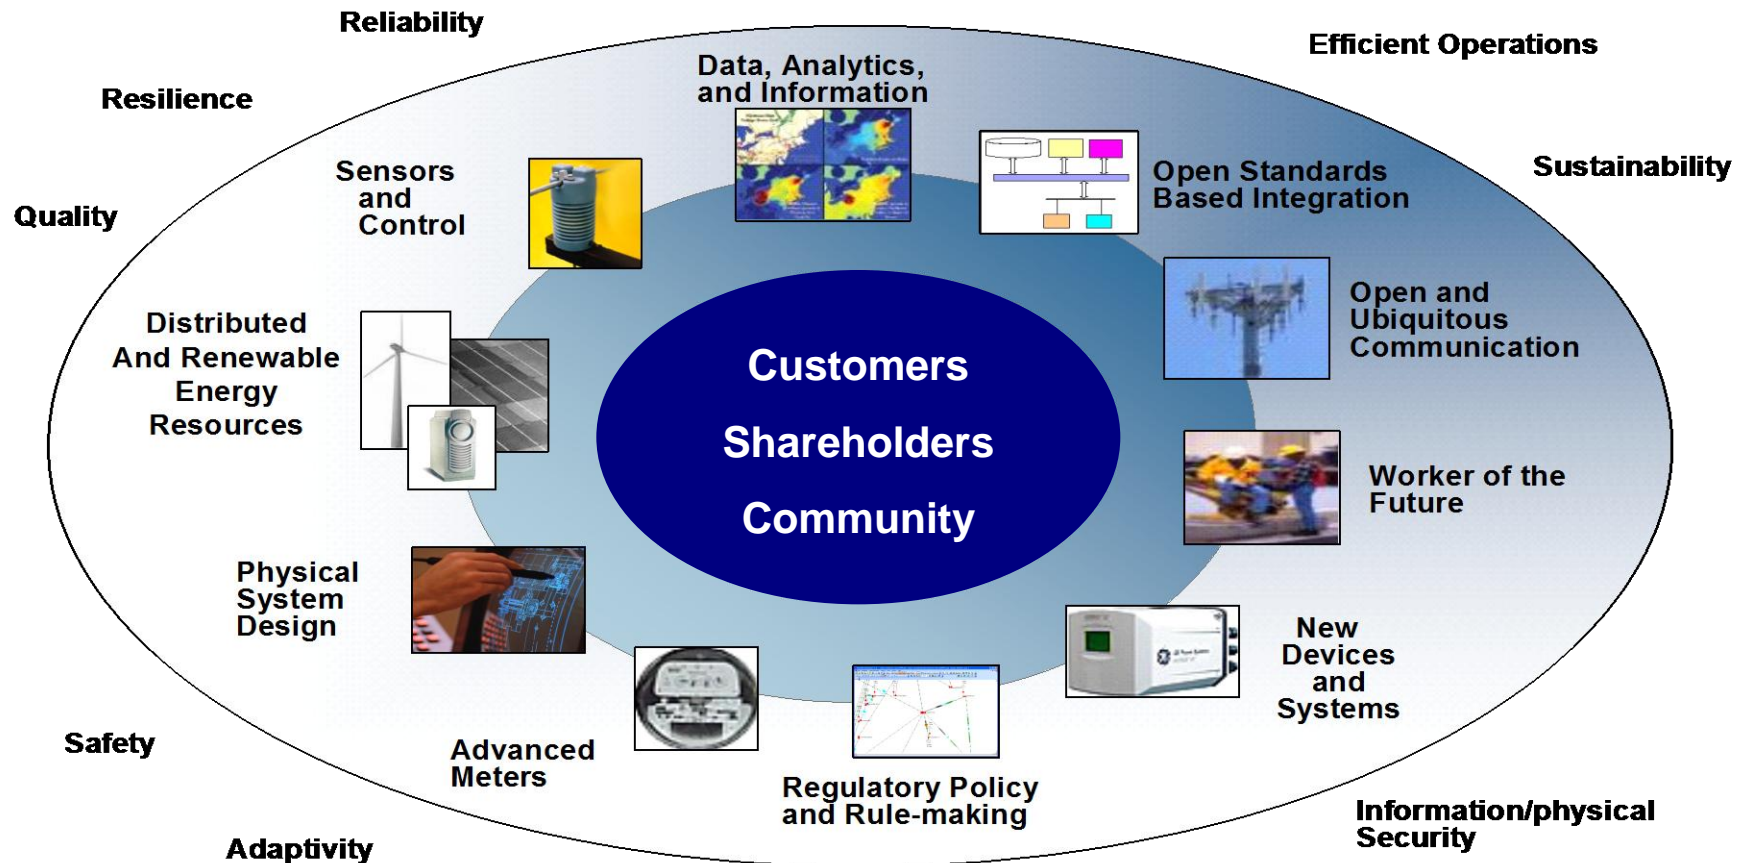 Reliability
Efficient Operations
Resilience
Data, Analytics,
and Information
Sensors
and
Control
Open Standards
Based Integration
Sustainability
Quality
Distributed
And Renewable
Energy
Resources
Open and
Ubiquitous
Communication
Customers
Shareholders
Community
Worker of the
Future
Physical
System
Design
New
Devices
and
Systems
Safety
Advanced
Meters
Regulatory Policy
and Rule-making
Information/physical
Security
Adaptivity